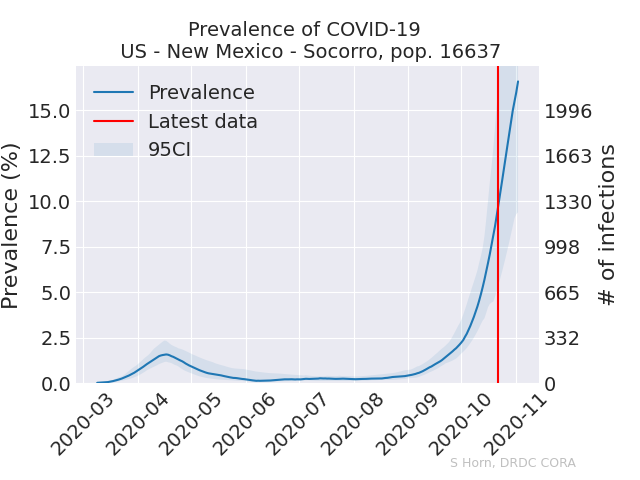 Prevalence of COVID-19
US - New Mexico - Socorro, pop. 16637
Prevalence
Latest data
95CI
Prevalence (%)
15.0
12.5
10.0
7.5
5.0
2.5
0.0
1996
1663
1330
998
665
332
0
# of infections
2020-03
2020-04
2020-05
2020-06
2020-07
2020-08
2020-09
2020-10
2020-11
S Horn, DRDC CORA